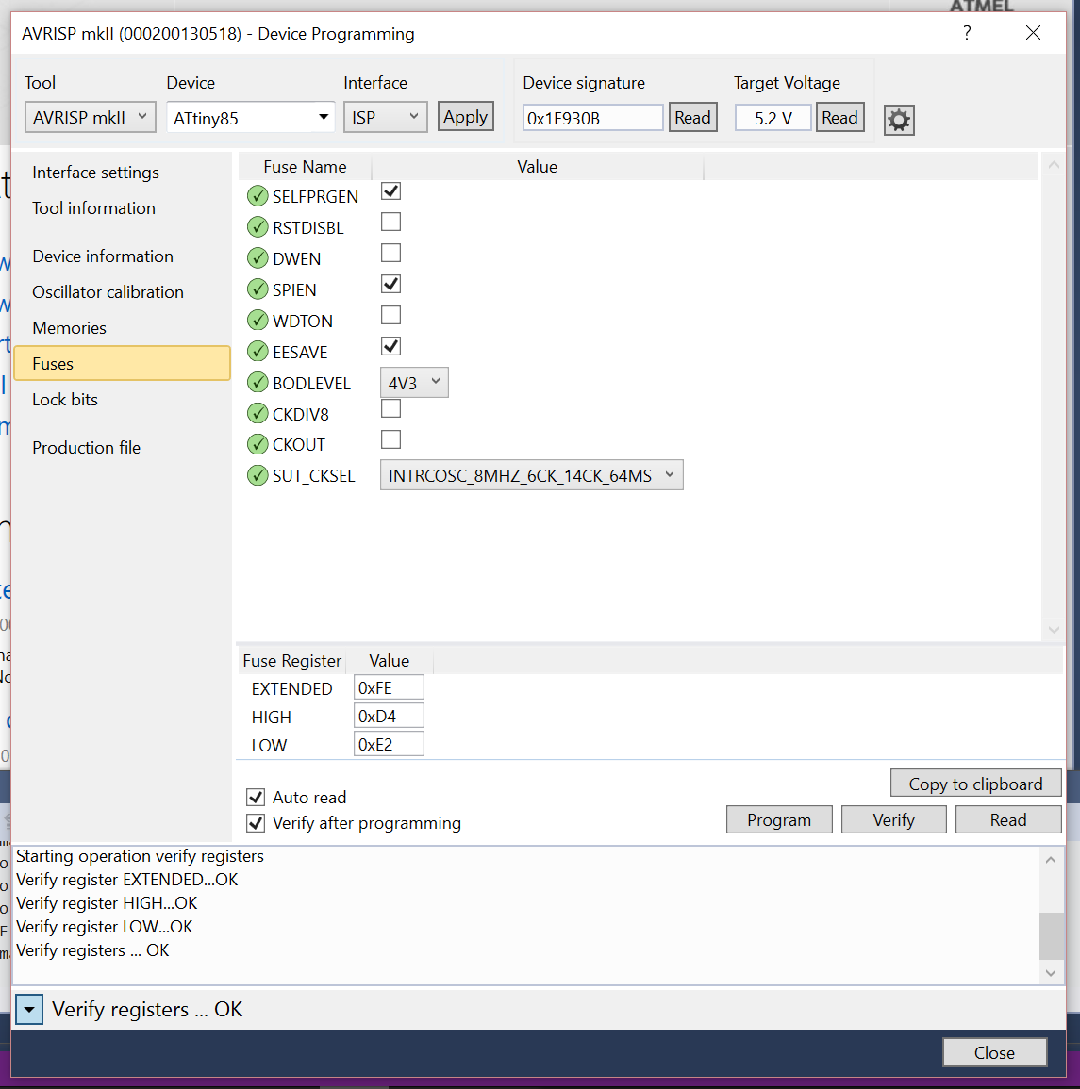 ATMEL
AVRISP mkII (000200130518) - Device Programming
?
Tool Device Interface Device signature Target Voltage
AVRISP mkII ATtiny85 ISP Apply 0x1E930B Read 5.2 V Read
Interface settings
Tool information
Device information
Oscillator calibration
Memories
Fuses
Lock bits
Production file
Fuse Name Value
SELFPRGEN
RSTDISBL
DWEN
SPIEN
WDTON
EESAVE
BODLEVEL 4V3
CKDIV8
CKOUT
SUT_CKSEL INTRCOSC_8MHZ_6CK_14CK_64MS
Fuse Register Value
EXTENDED 0xFE
HIGH 0xD4
LOW 0xE2
Copy to clipboard
Auto read
Verify after programming
Program Verify Read
Starting operation verify registers
Verify register EXTENDED...OK
Verify register HIGH...OK
Verify register LOW...OK
Verify registers ... OK
Verify registers ... OK
Close